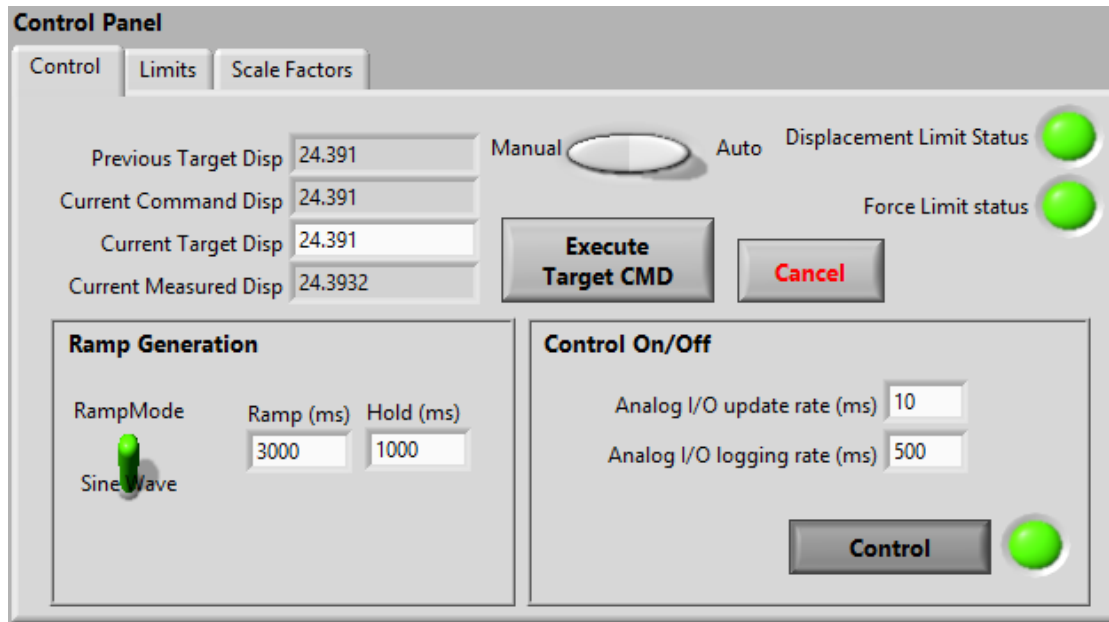 Control Panel
Control Limits Scale Factors
Previous Target Disp 24.391
Current Command Disp 24.391
Current Target Disp 24.391
Current Measured Disp 24.3932
Manual Auto
Displacement Limit Status
Force Limit status
Execute
Target CMD
Cancel
Ramp Generation
RampMode
Sine Wave
Ramp (ms) Hold (ms)
3000 1000
Control On/Off
Analog I/O update rate (ms) 10
Analog I/O logging rate (ms) 500
Control